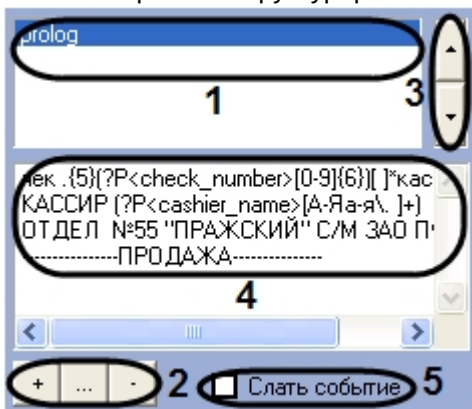 prolog
1
3
чек .{5}(?P<check_number>[0-9]{6})[ ]*кас
КАССИР (?P<cashier_name>[А-Яа-я\. ]+)
ОТДЕЛ №55 "ПРАЖСКИЙ" С/М ЗАО
---------------ПРОДАЖА---------------
4
+ ... - 2 Слать событие 5